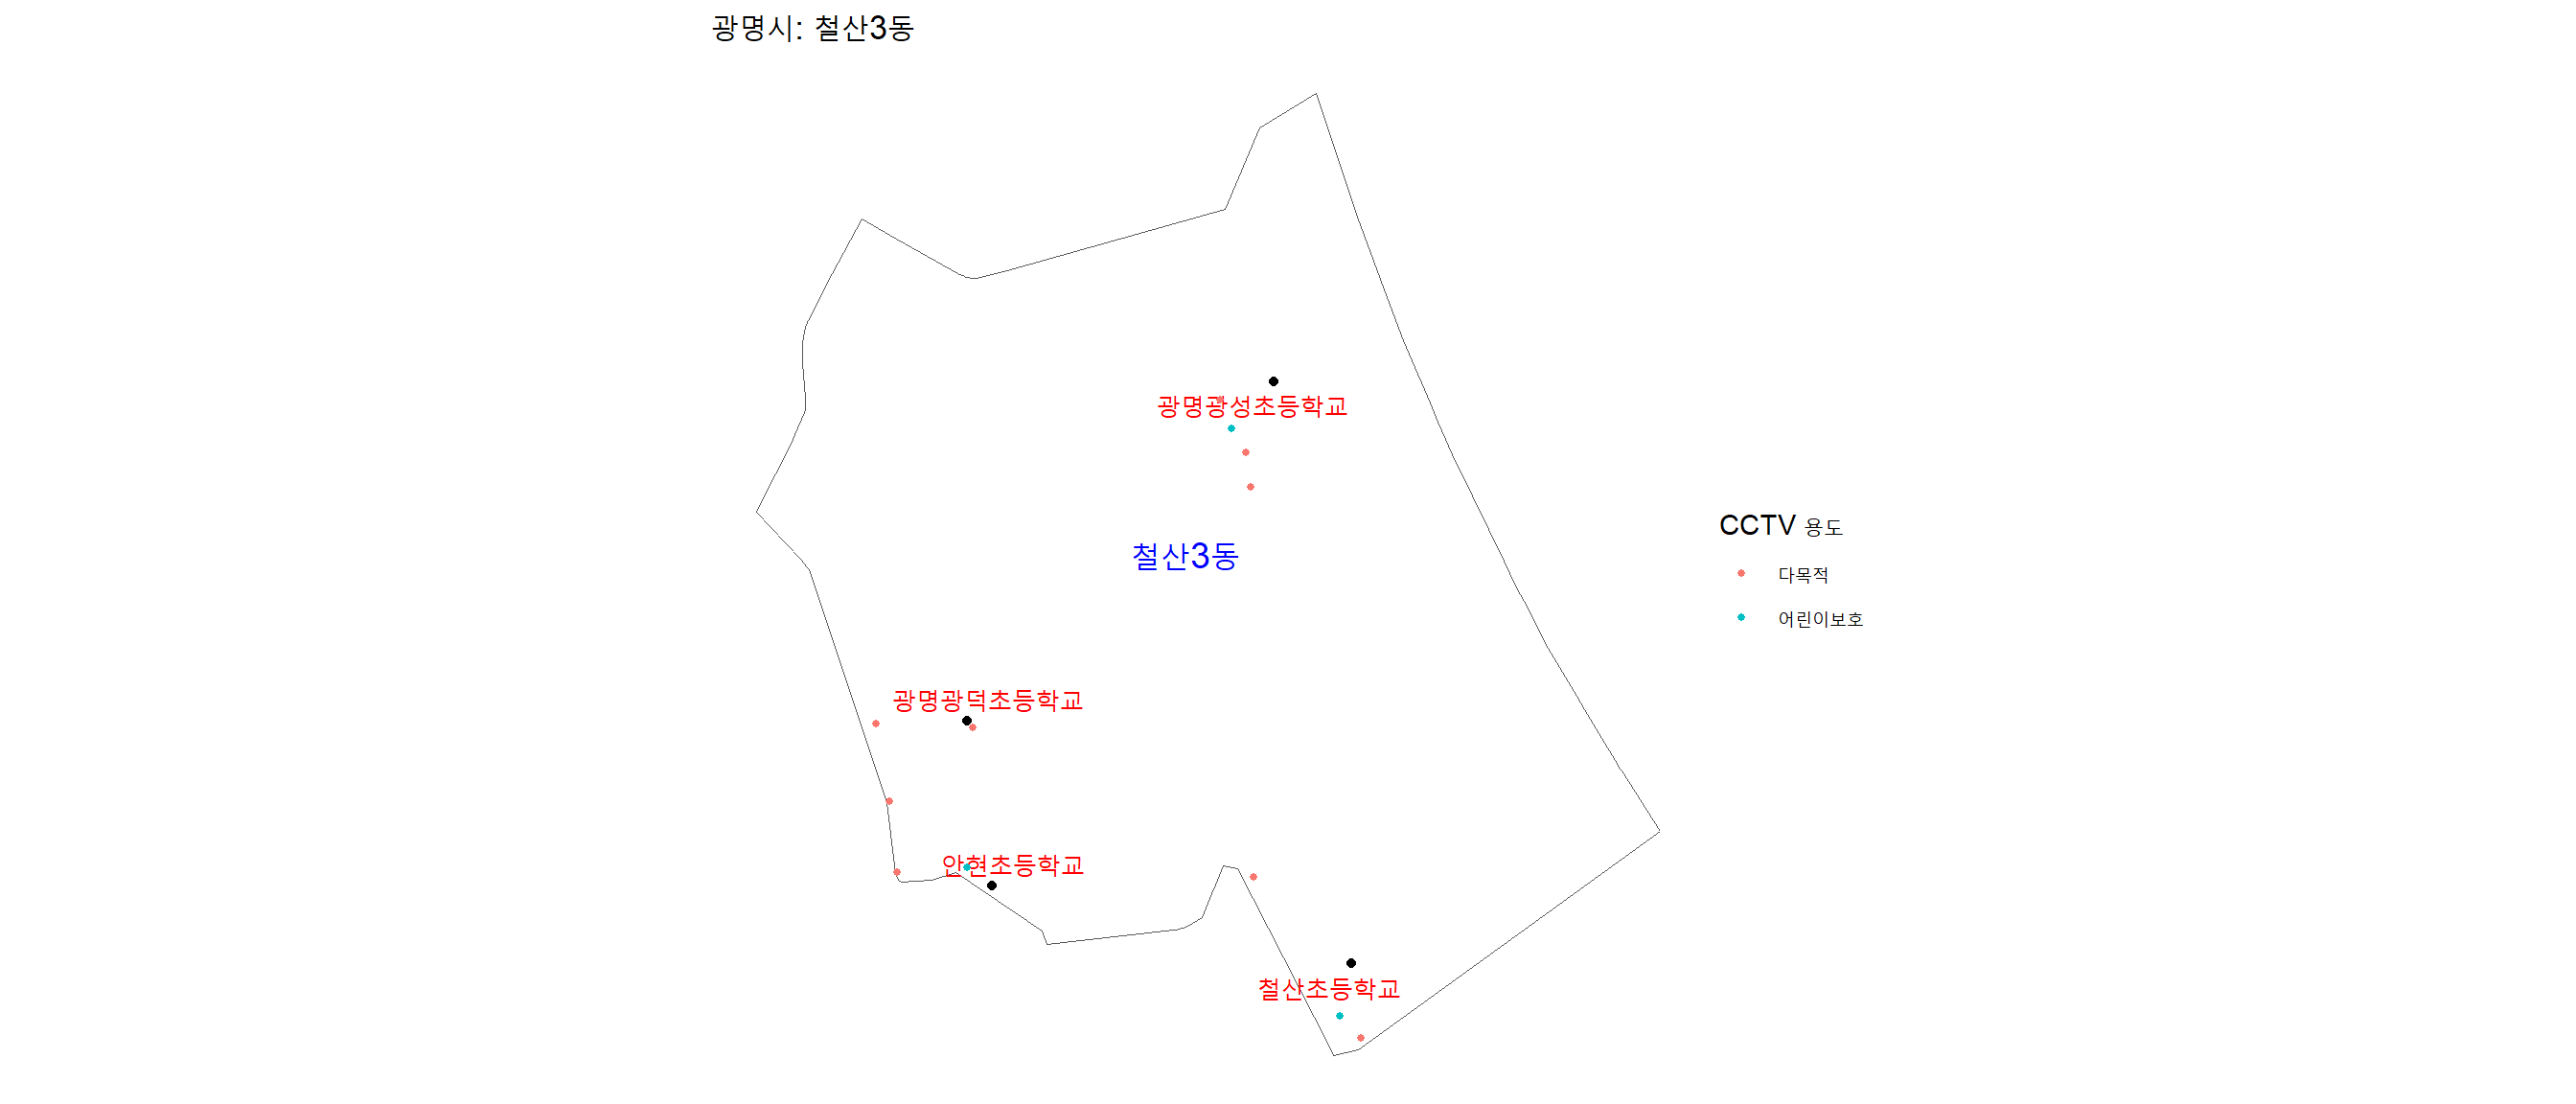 광명시: 철산3동
광명광성초등학교
철산3동
CCTV 용도
다목적
어린이보호
광명광덕초등학교
안현초등학교
철산초등학교